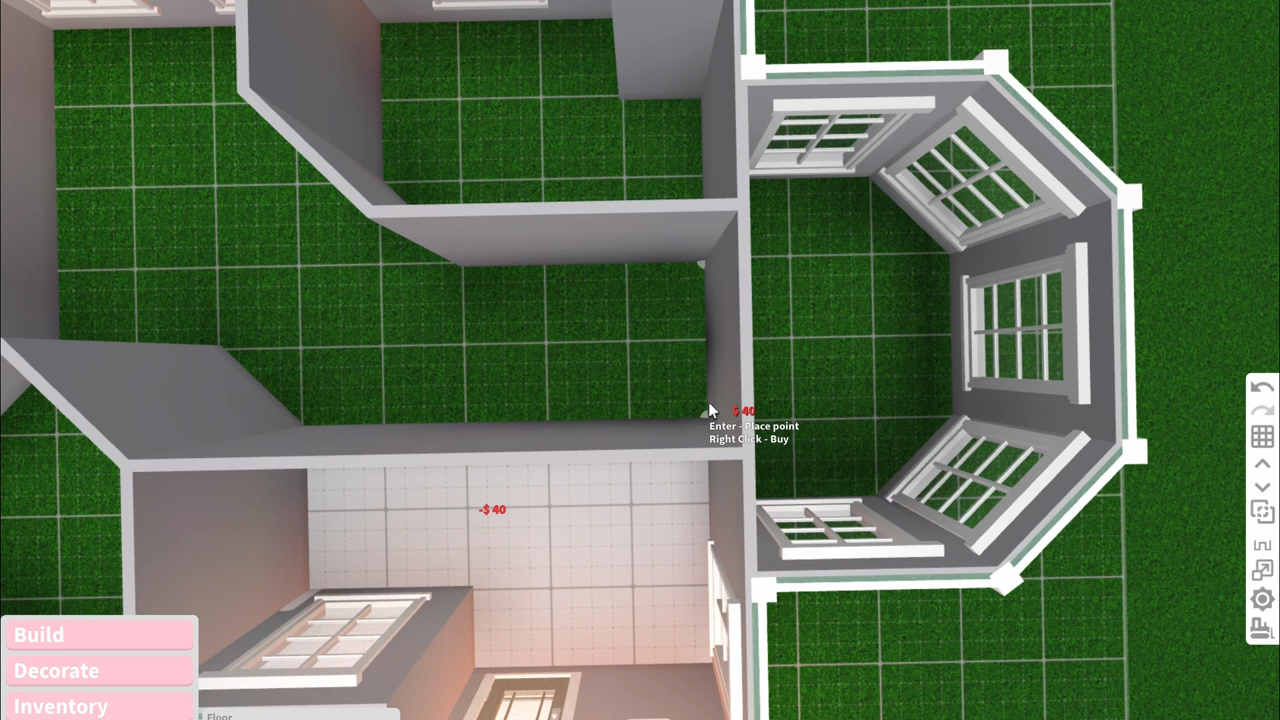 $ 40
Enter - Place point
Right Click - Buy
-$ 40
Build
Decorate
Inventory
Floor